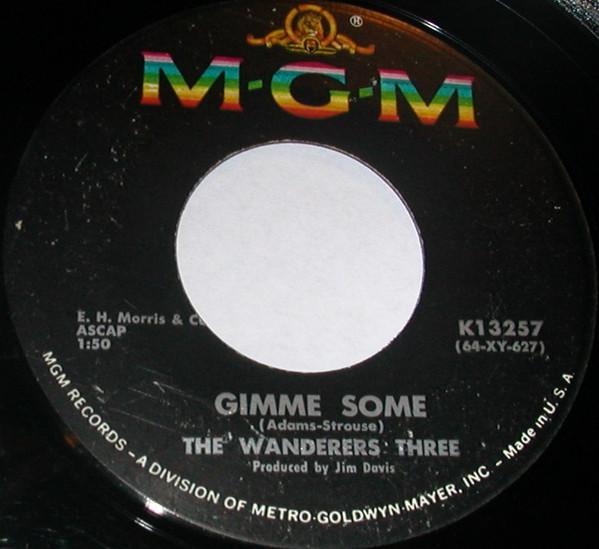 ®
M-G-M
E. H. Morris & Co
ASCAP
1:50
K13257
(64-XY-627)
GIMME SOME
(Adams-Strouse)
THE WANDERERS THREE
Produced by Jim Davis
MGM RECORDS – A DIVISION OF METRO-GOLDWYN-MAYER, INC – Made in U. S. A